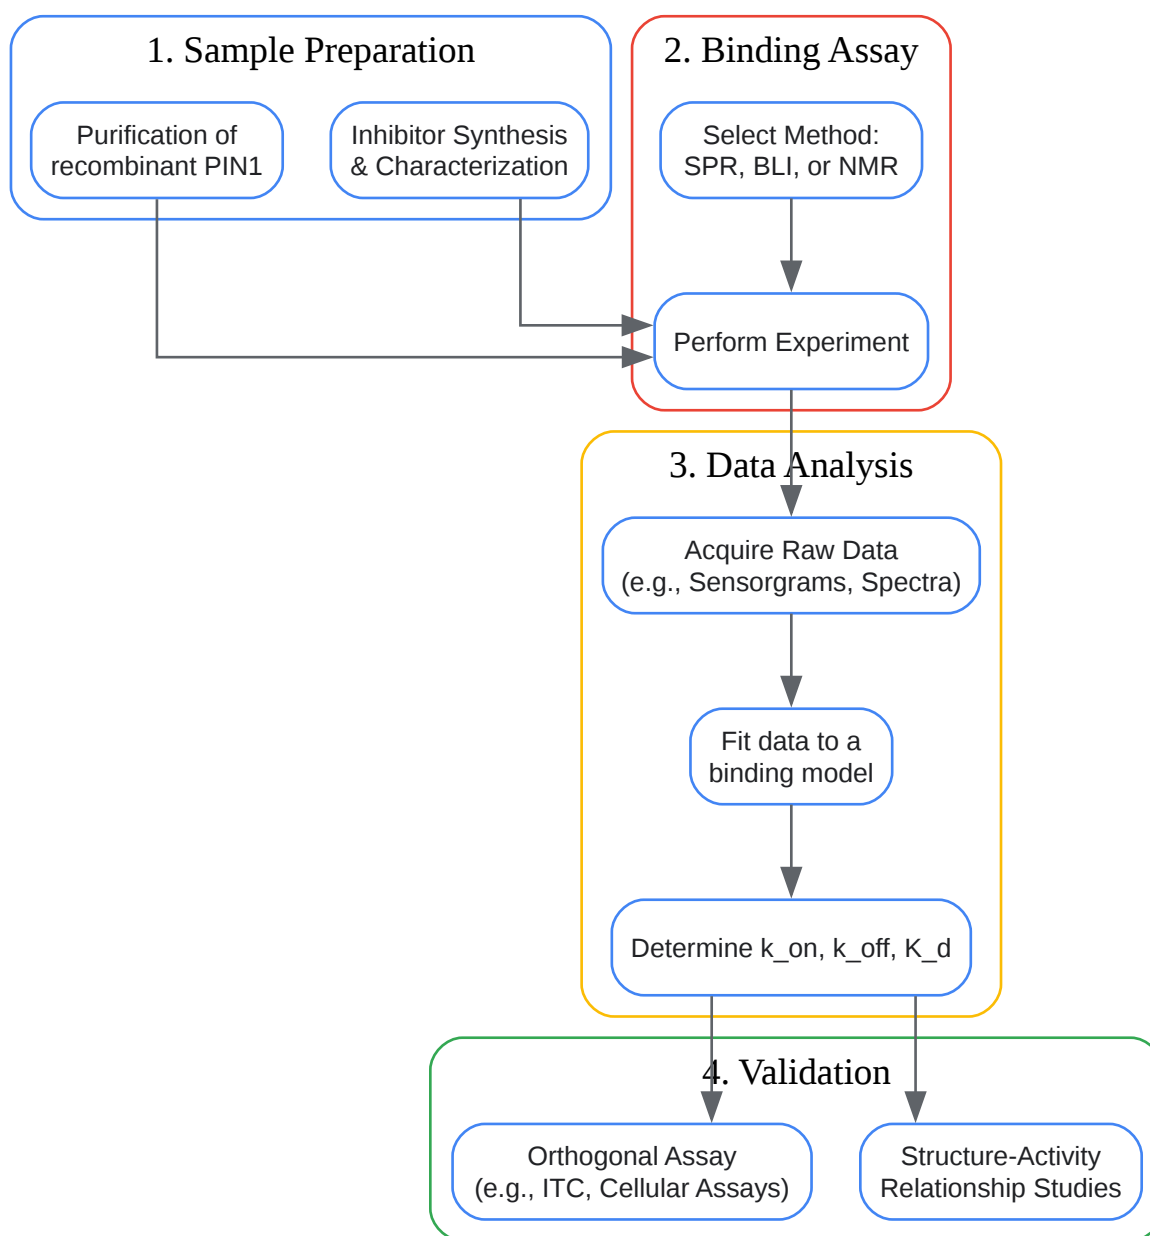 1. Sample Preparation
Purification of
recombinant PIN1
Inhibitor Synthesis
& Characterization
2. Binding Assay
Select Method:
SPR, BLI, or NMR
Perform Experiment
3. Data Analysis
Acquire Raw Data
(e.g., Sensorgrams, Spectra)
Fit data to a
binding model
Determine k_on, k_off, K_d
4. Validation
Orthogonal Assay
(e.g., ITC, Cellular Assays)
Structure-Activity
Relationship Studies